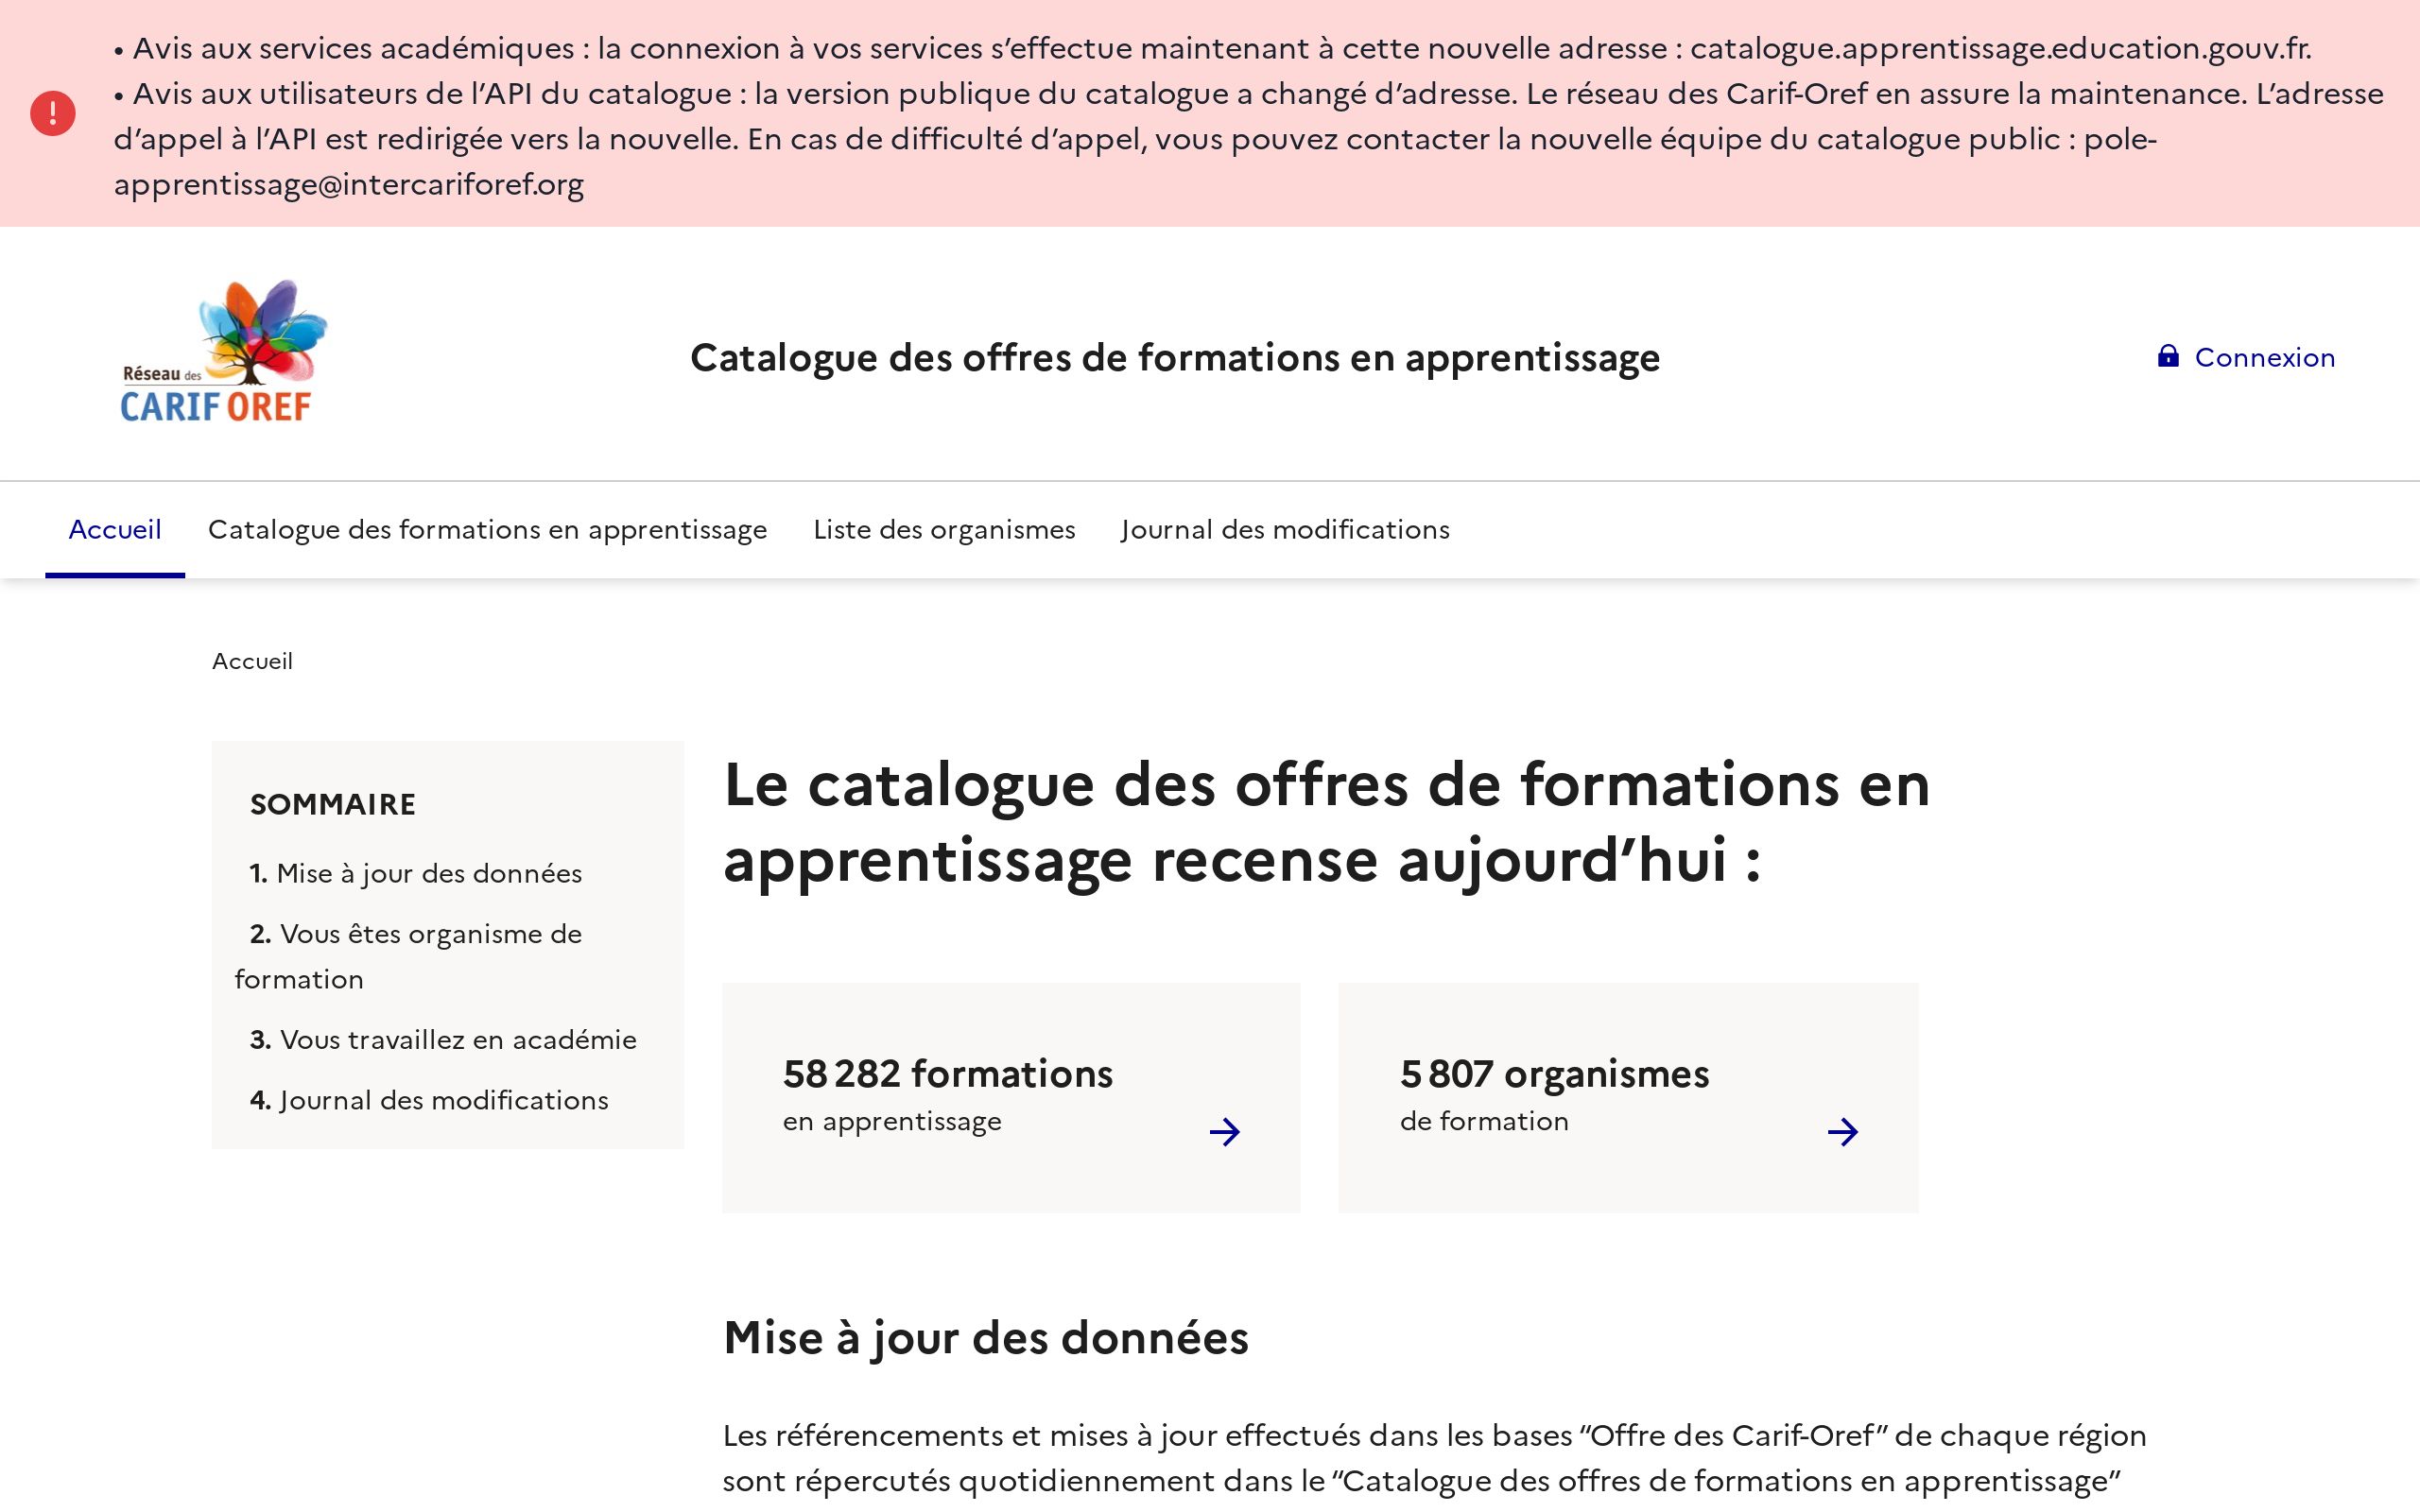 • Avis aux services académiques : la connexion à vos services s’effectue maintenant à cette nouvelle adresse : catalogue.apprentissage.education.gouv.fr.
• Avis aux utilisateurs de l’API du catalogue : la version publique du catalogue a changé d’adresse. Le réseau des Carif-Oref en assure la maintenance. L’adresse
d’appel à l’API est redirigée vers la nouvelle. En cas de difficulté d’appel, vous pouvez contacter la nouvelle équipe du catalogue public : pole-
apprentissage@intercariforef.org
Réseau des
CARIF OREF
Catalogue des offres de formations en apprentissage
Connexion
Accueil
Catalogue des formations en apprentissage
Liste des organismes
Journal des modifications
Accueil
SOMMAIRE
1. Mise à jour des données
2. Vous êtes organisme de
formation
3. Vous travaillez en académie
4. Journal des modifications
Le catalogue des offres de formations en
apprentissage recense aujourd’hui :
58 282 formations
en apprentissage
5 807 organismes
de formation
Mise à jour des données
Les référencements et mises à jour effectués dans les bases “Offre des Carif-Oref” de chaque région
sont répercutés quotidiennement dans le “Catalogue des offres de formations en apprentissage”